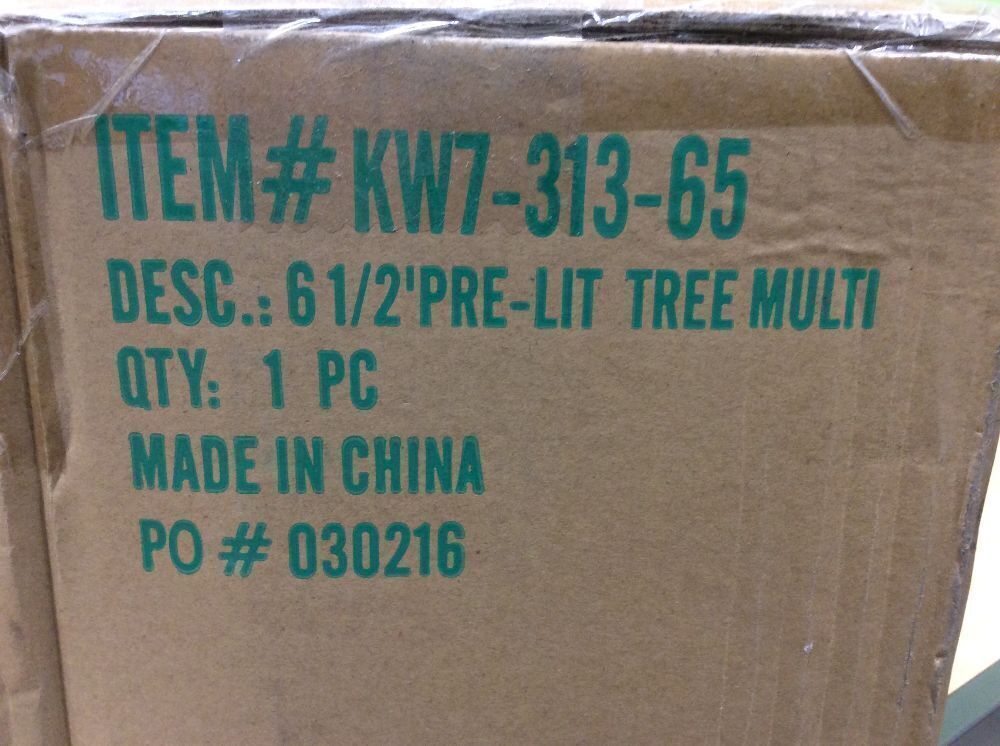 ITEM# KW7-313-65
DESC.: 6 1/2' PRE-LIT TREE MULTI
QTY: 1 PC
MADE IN CHINA
PO # 030216